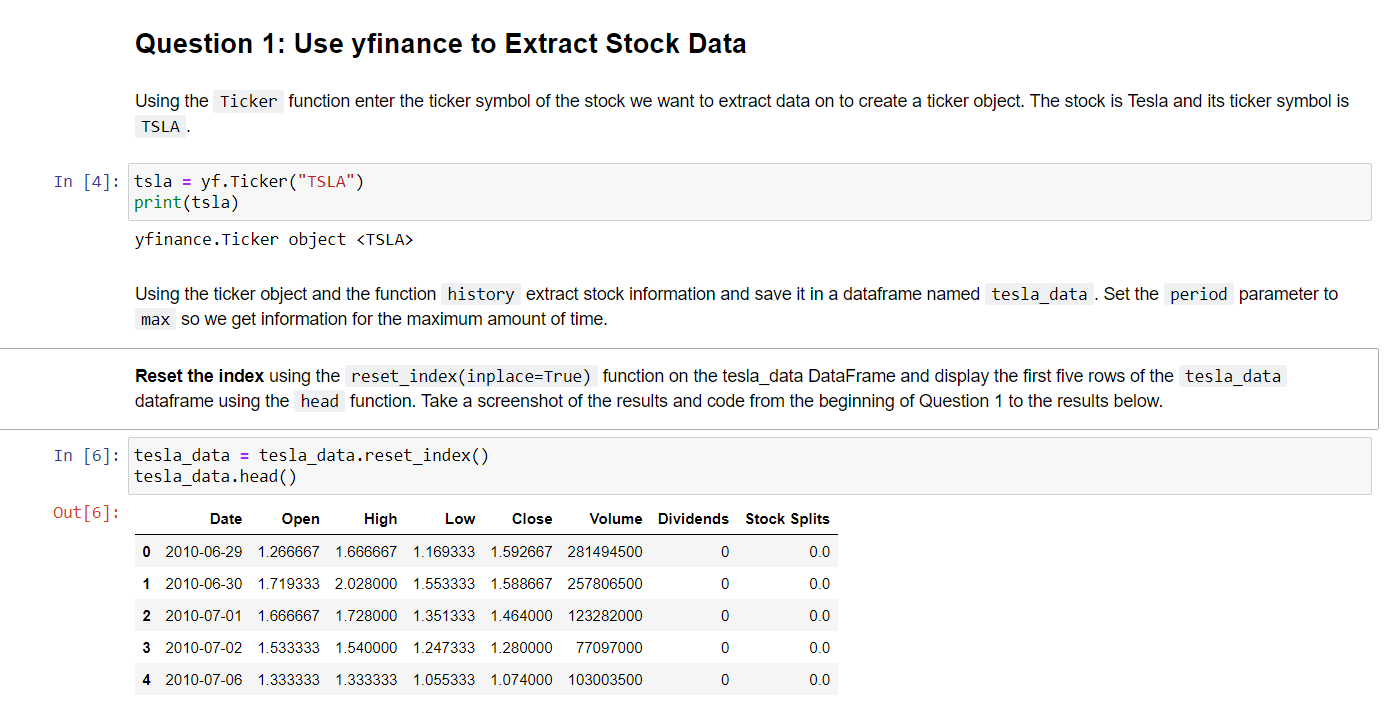 Question 1: Use yfinance to Extract Stock Data
Using the Ticker function enter the ticker symbol of the stock we want to extract data on to create a ticker object. The stock is Tesla and its ticker symbol is
TSLA .
In [4]: tsla = yf.Ticker("TSLA")
print(tsla)
yfinance.Ticker object <TSLA>
Using the ticker object and the function history extract stock information and save it in a dataframe named tesla_data . Set the period parameter to
max so we get information for the maximum amount of time.
Reset the index using the reset_index(inplace=True) function on the tesla_data DataFrame and display the first five rows of the tesla_data
dataframe using the head function. Take a screenshot of the results and code from the beginning of Question 1 to the results below.
In [6]: tesla_data = tesla_data.reset_index()
tesla_data.head()
Out[6]:
Date Open High Low Close Volume Dividends Stock Splits
0 2010-06-29 1.266667 1.666667 1.169333 1.592667 281494500 0 0.0
1 2010-06-30 1.719333 2.028000 1.553333 1.588667 257806500 0 0.0
2 2010-07-01 1.666667 1.728000 1.351333 1.464000 123282000 0 0.0
3 2010-07-02 1.533333 1.540000 1.247333 1.280000 77097000 0 0.0
4 2010-07-06 1.333333 1.333333 1.055333 1.074000 103003500 0 0.0